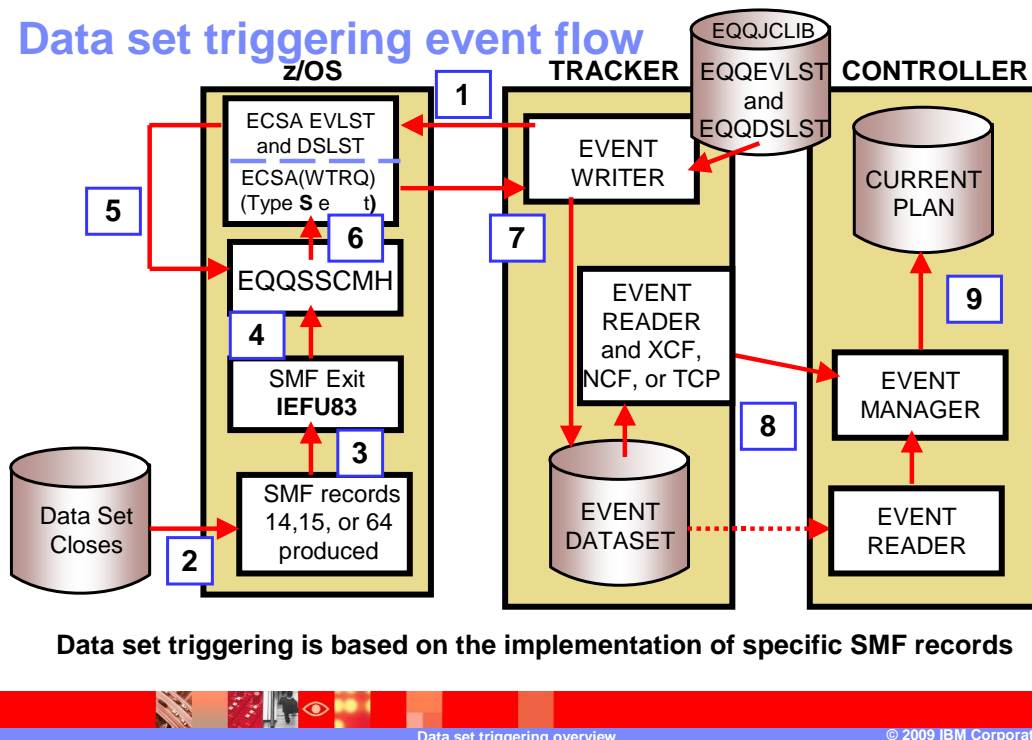 Data set triggering event flow
z/OS
TRACKER
CONTROLLER
EQQJCLIB
EQQEVLST
and
EQQDSLST
1
ECSA EVLST
and DSLST
ECSA(WTRQ)
(Type S e t)
EVENT
WRITER
CURRENT
PLAN
5
6
7
EQQSSCMH
EVENT
READER
and XCF,
NCF, or TCP
9
4
SMF Exit
IEFU83
EVENT
MANAGER
8
3
Data Set
Closes
2
SMF records
14,15, or 64
produced
EVENT
DATASET
EVENT
READER
Data set triggering is based on the implementation of specific SMF records
Data set triggering overview
© 2009 IBM